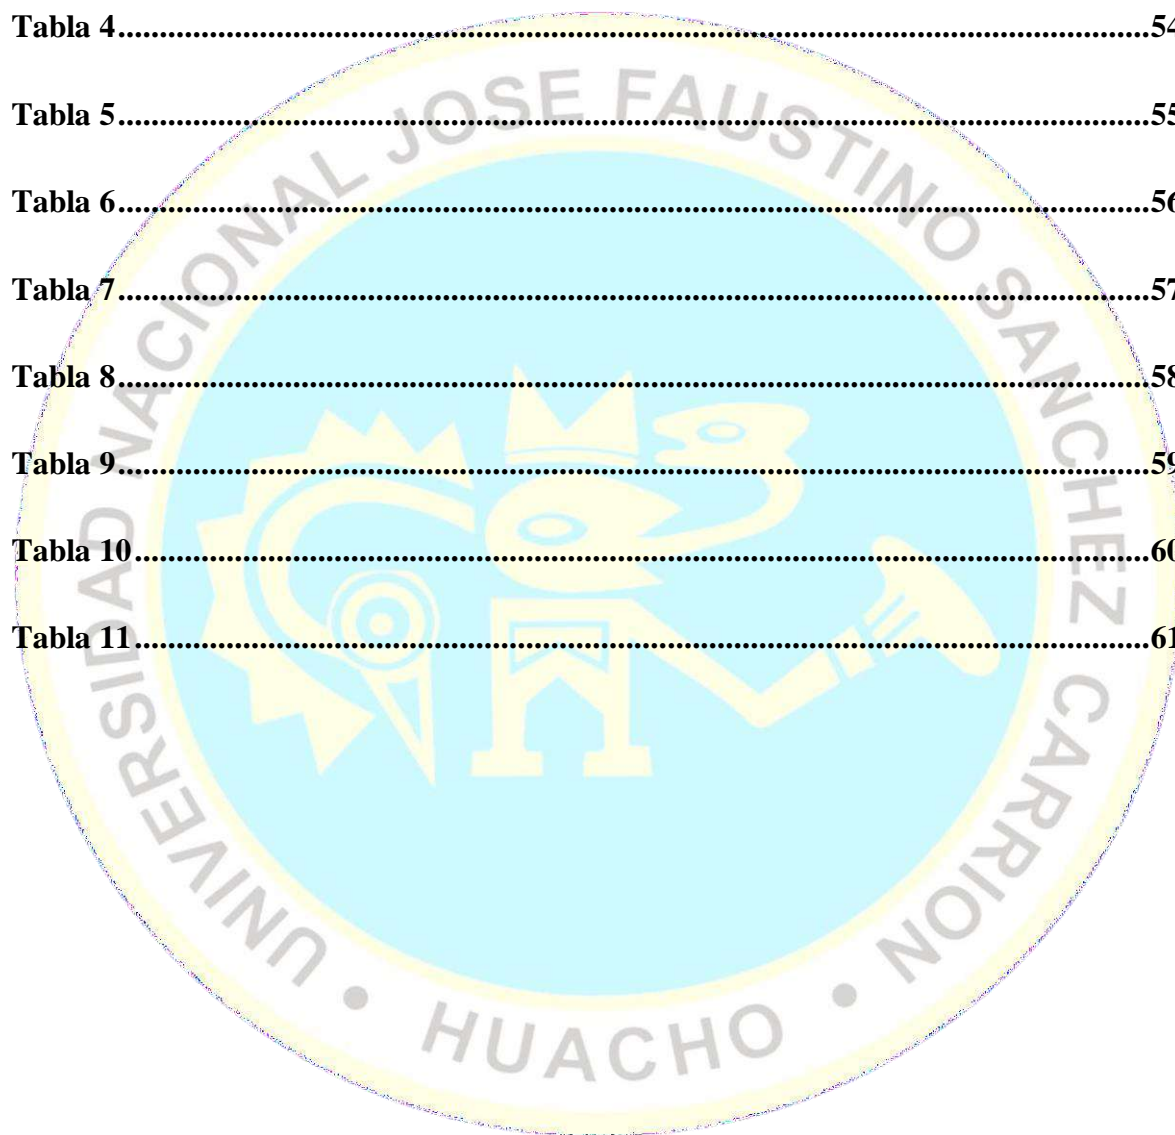 Tabla 4.......................................................................................................................54
Tabla 5.......................................................................................................................55
Tabla 6.......................................................................................................................56
Tabla 7.......................................................................................................................57
Tabla 8.......................................................................................................................58
Tabla 9.......................................................................................................................59
Tabla 10.....................................................................................................................60
Tabla 11.....................................................................................................................61
UNIVERSIDAD NACIONAL JOSE FAUSTINO SANCHEZ CARRION • HUACHO •